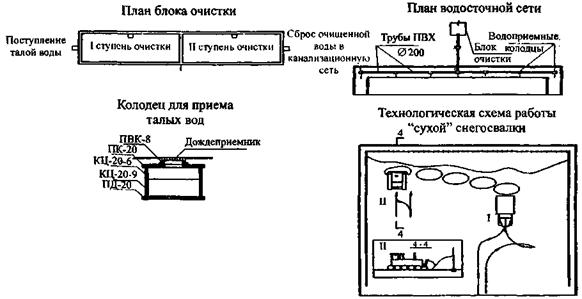 План блока очистки
Поступление
талой воды
I ступень очистки
II ступень очистки
Сброс очищенной
воды в
канализационную
сеть
План водосточной сети
Трубы ПВХ
Ø 200
Водоприемные
колодцы
Блок
очистки
Колодец для приема
талых вод
ПВК-8
Дождеприемник
ПК-20
КЦ-20-6
КЦ-20-9
ПД-20
Технологическая схема работы
“сухой” снегосвалки
4
II
4
I
II
4 - 4